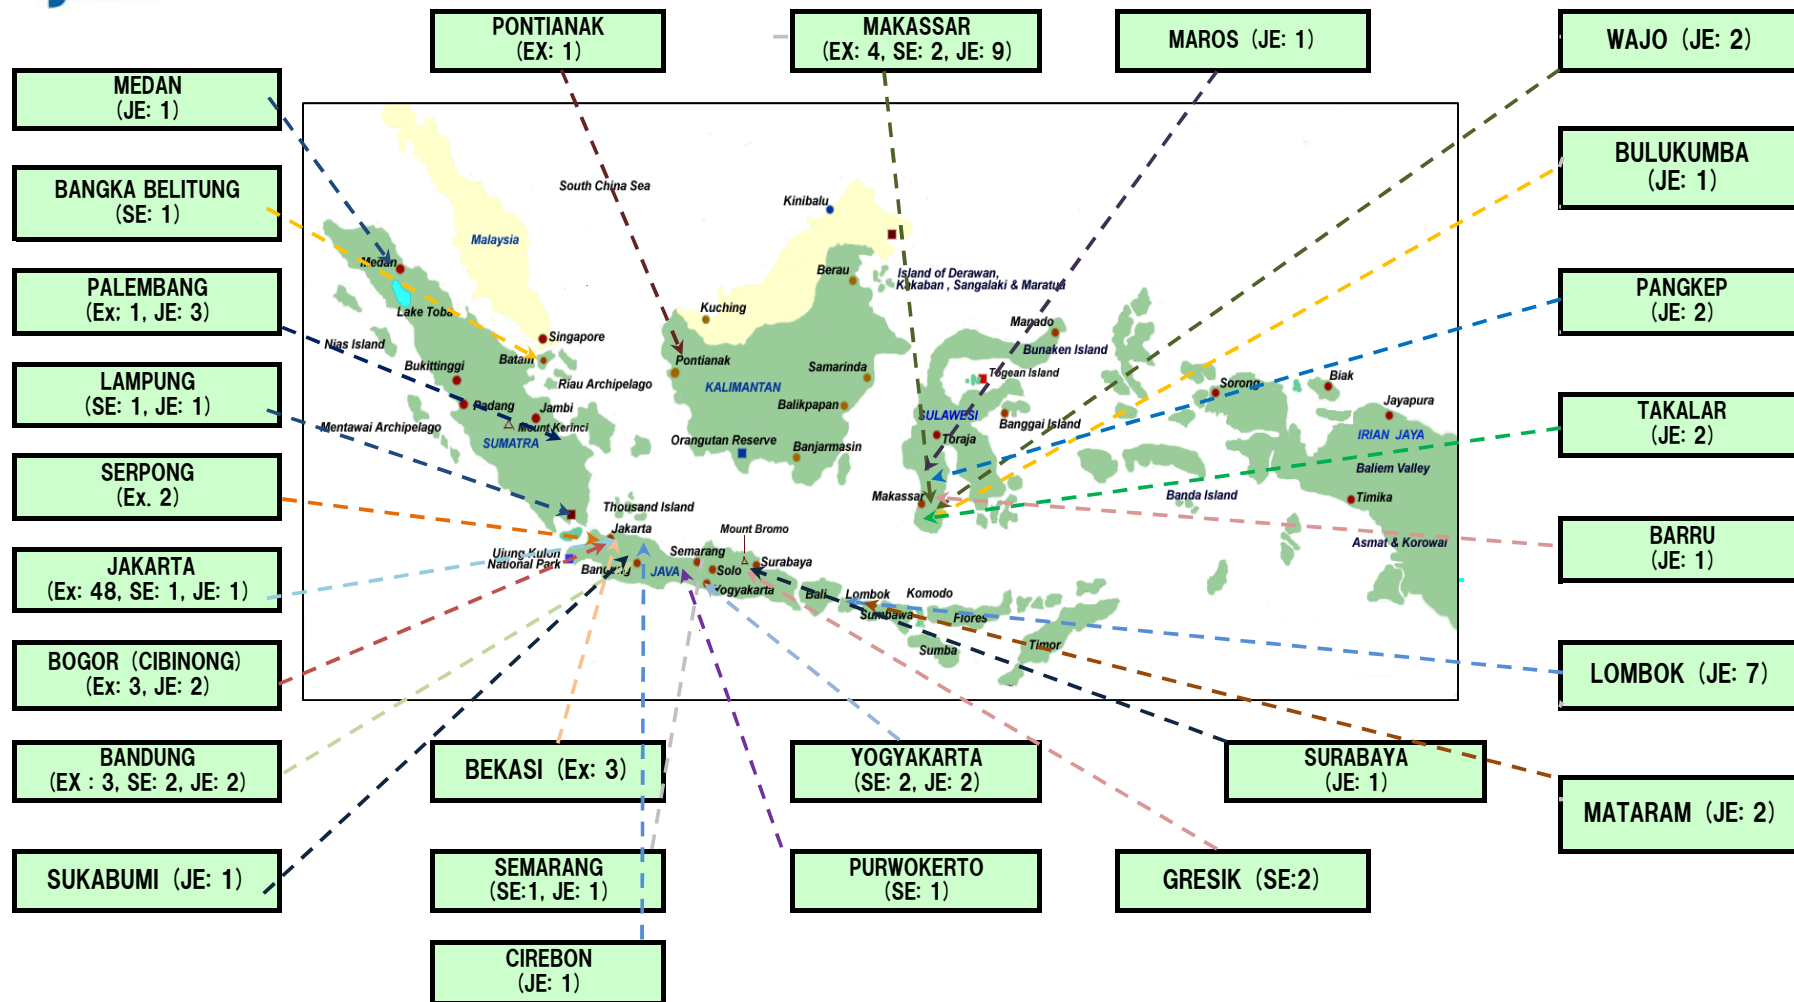 PONTIANAK
(EX: 1)
MAKASSAR
(EX: 4, SE: 2, JE: 9)
MAROS (JE: 1)
WAJO (JE: 2)
MEDAN
(JE: 1)
BANGKA BELITUNG
(SE: 1)
PALEMBANG
(Ex; 1, JE: 3)
LAMPUNG
(SE: 1, JE: 1)
SERPONG
(Ex. 2)
JAKARTA
(Ex: 48, SE: 1, JE: 1)
BOGOR (CIBINONG)
(Ex: 3, JE: 2)
BANDUNG
(EX : 3, SE: 2, JE: 2)
SUKABUMI (JE: 1)
BULUKUMBA
(JE: 1)
PANGKEP
(JE: 2)
TAKALAR
(JE: 2)
BARRU
(JE: 1)
LOMBOK (JE: 7)
MATARAM (JE: 2)
BEKASI (Ex: 3)
YOGYAKARTA
(SE: 2, JE: 2)
SURABAYA
(JE: 1)
SEMARANG
(SE:1, JE: 1)
PURWOKERTO
(SE: 1)
GRESIK (SE:2)
CIREBON
(JE: 1)
South China Sea
Kinibalu
Malaysia
Medan
Lake Toba
Berau
Island of Derawan,
Kakaban , Sangalaki & Maratua
Kuching
Singapore
Nias Island
Batam
Bukittinggi
Riau Archipelago
Pontianak
KALIMANTAN
Samarinda
Manado
Bunaken Island
Togean Island
Sorong
Biak
Jayapura
Padang
Jambi
Mount Kerinci
Mentawai Archipelago
SUMATRA
Balikpapan
Orangutan Reserve
Banjarmasin
SULAWESI
Banggai Island
Toraja
IRIAN JAYA
Baliem Valley
Makassar
Banda Island
Timika
Thousand Island
Jakarta
Mount Bromo
Asmat & Korowai
Ujung Kulon
National Park
Bandung
JAVA
Semarang
Solo
Surabaya
Yogyakarta
Bali
Lombok
Komodo
Sumbawa
Flores
Sumba
Timor